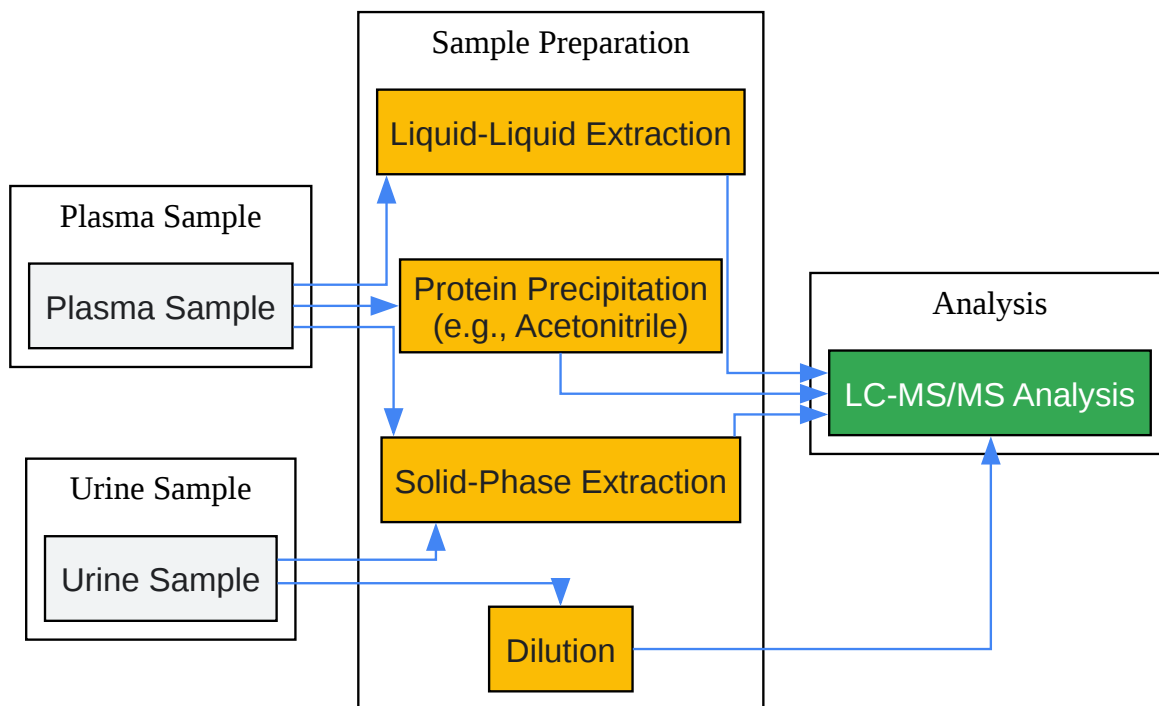 Sample Preparation
Liquid-Liquid Extraction
Plasma Sample
Plasma Sample
Protein Precipitation
(e.g., Acetonitrile)
Analysis
LC-MS/MS Analysis
Solid-Phase Extraction
Urine Sample
Urine Sample
Dilution